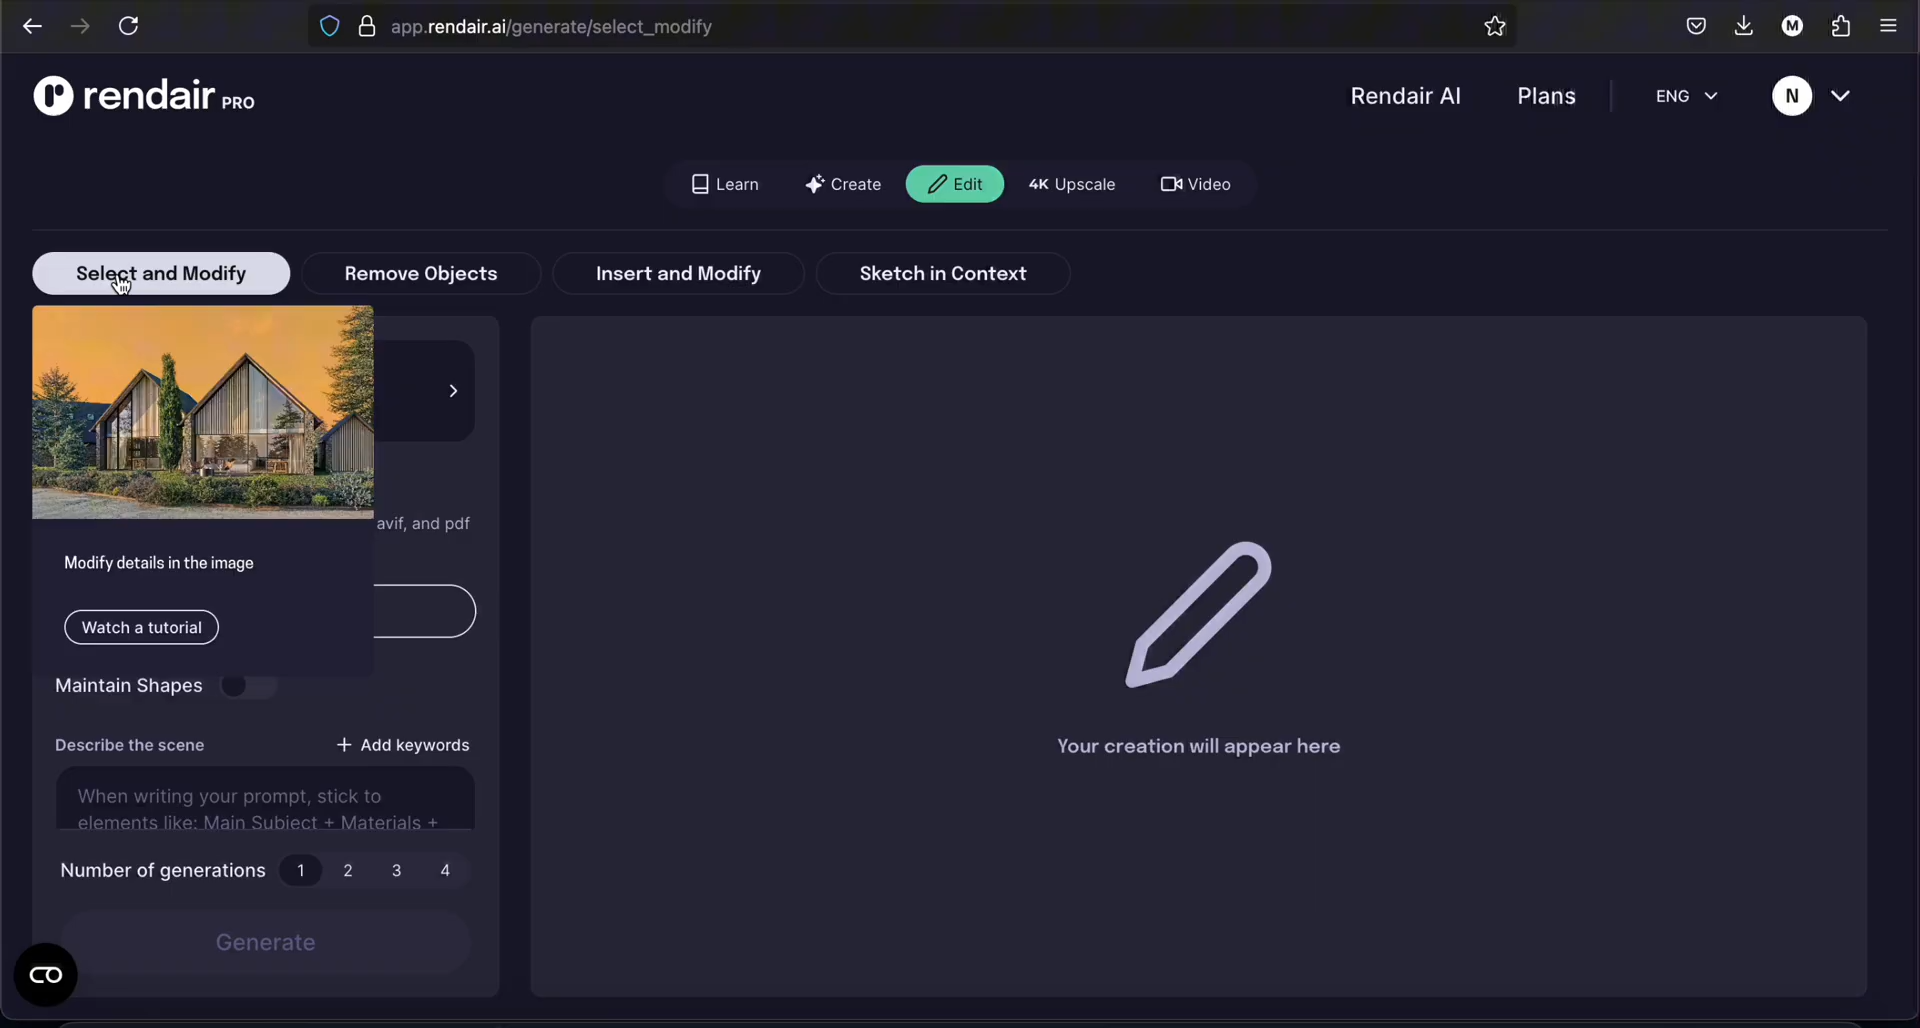 app.rendair.ai/generate/select_modify
M
rendair PRO
Rendair AI
Plans
ENG
N
Learn
Create
Edit
4K Upscale
Video
Select and Modify
Remove Objects
Insert and Modify
Sketch in Context
avif, and pdf
Modify details in the image
Watch a tutorial
Maintain Shapes
Describe the scene
+ Add keywords
When writing your prompt, stick to
elements like: Main Subject + Materials +
Number of generations 1 2 3 4
Generate
Your creation will appear here